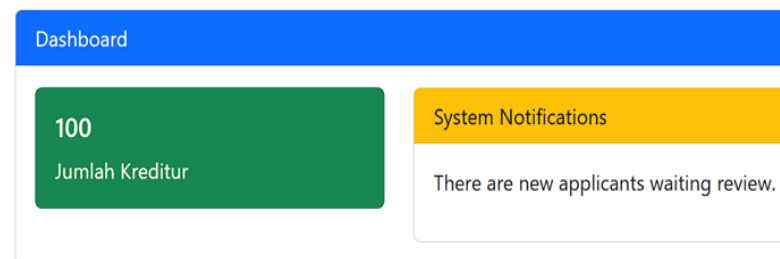 Dashboard
100
Jumlah Kreditur
System Notifications
There are new applicants waiting review.